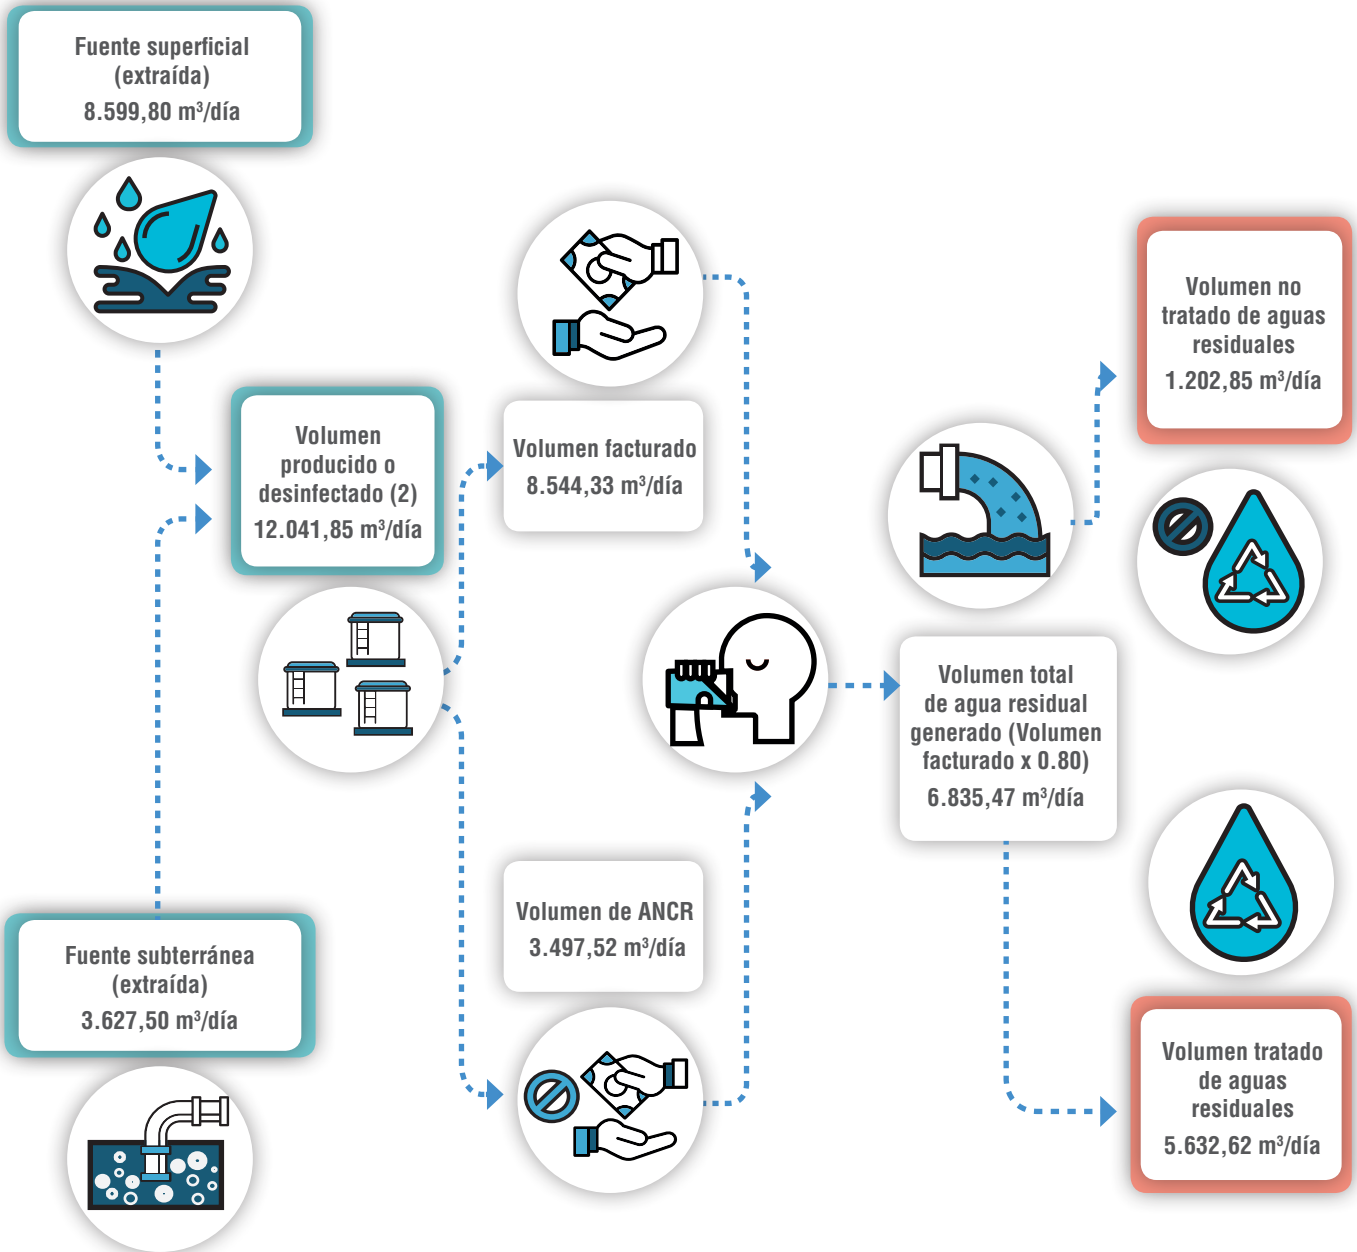 Fuente superficial
(extraída)
8.599,80 m³/día
Volumen
producido o
desinfectado (2)
12.041,85 m³/día
Fuente subterránea
(extraída)
3.627,50 m³/día
Volumen facturado
8.544,33 m³/día
Volumen de ANCR
3.497,52 m³/día
Volumen total
de agua residual
generado (Volumen
facturado x 0.80)
6.835,47 m³/día
Volumen no
tratado de aguas
residuales
1.202,85 m³/día
Volumen tratado
de aguas
residuales
5.632,62 m³/día